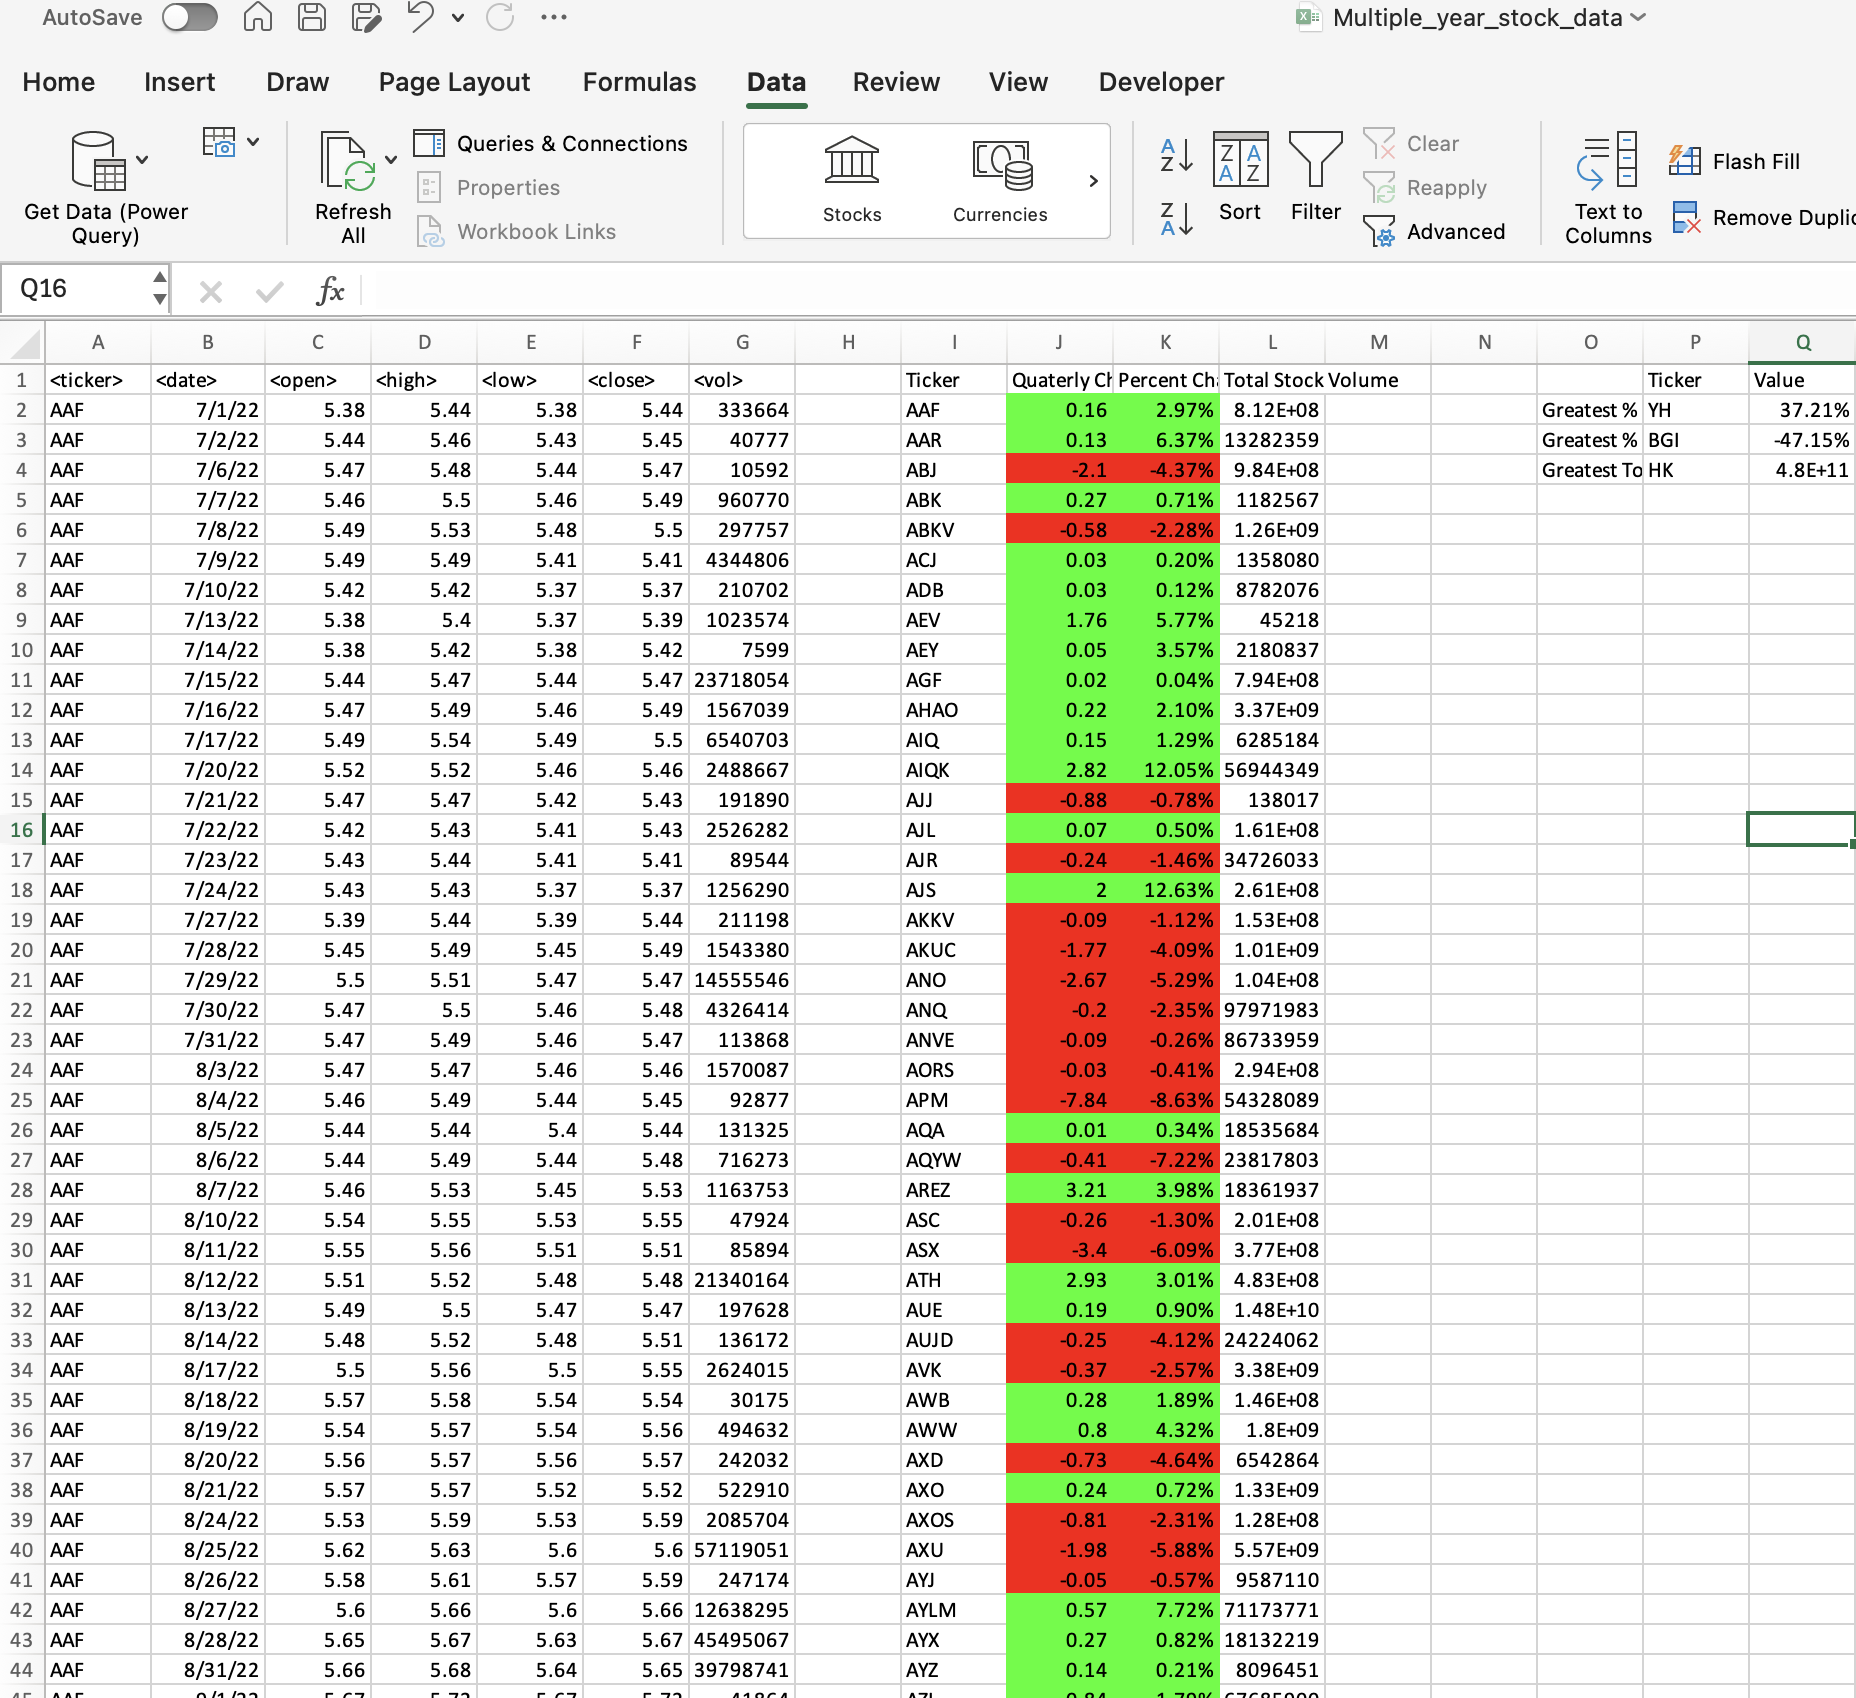 AutoSave Multiple_year_stock_data
Home Insert Draw Page Layout Formulas Data Review View Developer
Get Data (Power Query) Refresh All Queries & Connections Properties Workbook Links Stocks Currencies A Z Z A Z A A Z Sort Filter Clear Reapply Advanced Text to Columns Flash Fill Remove Duplic
Q16 fx
A B C D E F G H I J K L M N O P Q
1 <ticker> <date> <open> <high> <low> <close> <vol> Ticker Quaterly Ch Percent Cha Total Stock Volume Ticker Value
2 AAF 7/1/22 5.38 5.44 5.38 5.44 333664 AAF 0.16 2.97% 8.12E+08 Greatest % YH 37.21%
3 AAF 7/2/22 5.44 5.46 5.43 5.45 40777 AAR 0.13 6.37% 13282359 Greatest % BGI -47.15%
4 AAF 7/6/22 5.47 5.48 5.44 5.47 10592 ABJ -2.1 -4.37% 9.84E+08 Greatest To HK 4.8E+11
5 AAF 7/7/22 5.46 5.5 5.46 5.49 960770 ABK 0.27 0.71% 1182567
6 AAF 7/8/22 5.49 5.53 5.48 5.5 297757 ABKV -0.58 -2.28% 1.26E+09
7 AAF 7/9/22 5.49 5.49 5.41 5.41 4344806 ACJ 0.03 0.20% 1358080
8 AAF 7/10/22 5.42 5.42 5.37 5.37 210702 ADB 0.03 0.12% 8782076
9 AAF 7/13/22 5.38 5.4 5.37 5.39 1023574 AEV 1.76 5.77% 45218
10 AAF 7/14/22 5.38 5.42 5.38 5.42 7599 AEY 0.05 3.57% 2180837
11 AAF 7/15/22 5.44 5.47 5.44 5.47 23718054 AGF 0.02 0.04% 7.94E+08
12 AAF 7/16/22 5.47 5.49 5.46 5.49 1567039 AHAO 0.22 2.10% 3.37E+09
13 AAF 7/17/22 5.49 5.54 5.49 5.5 6540703 AIQ 0.15 1.29% 6285184
14 AAF 7/20/22 5.52 5.52 5.46 5.46 2488667 AIQK 2.82 12.05% 56944349
15 AAF 7/21/22 5.47 5.47 5.42 5.43 191890 AJJ -0.88 -0.78% 138017
16 AAF 7/22/22 5.42 5.43 5.41 5.43 2526282 AJL 0.07 0.50% 1.61E+08
17 AAF 7/23/22 5.43 5.44 5.41 5.41 89544 AJR -0.24 -1.46% 34726033
18 AAF 7/24/22 5.43 5.43 5.37 5.37 1256290 AJS 2 12.63% 2.61E+08
19 AAF 7/27/22 5.39 5.44 5.39 5.44 211198 AKKV -0.09 -1.12% 1.53E+08
20 AAF 7/28/22 5.45 5.49 5.45 5.49 1543380 AKUC -1.77 -4.09% 1.01E+09
21 AAF 7/29/22 5.5 5.51 5.47 5.47 14555546 ANO -2.67 -5.29% 1.04E+08
22 AAF 7/30/22 5.47 5.5 5.46 5.48 4326414 ANQ -0.2 -2.35% 97971983
23 AAF 7/31/22 5.47 5.49 5.46 5.47 113868 ANVE -0.09 -0.26% 86733959
24 AAF 8/3/22 5.47 5.47 5.46 5.46 1570087 AORS -0.03 -0.41% 2.94E+08
25 AAF 8/4/22 5.46 5.49 5.44 5.45 92877 APM -7.84 -8.63% 54328089
26 AAF 8/5/22 5.44 5.44 5.4 5.44 131325 AQA 0.01 0.34% 18535684
27 AAF 8/6/22 5.44 5.49 5.44 5.48 716273 AQYW -0.41 -7.22% 23817803
28 AAF 8/7/22 5.46 5.53 5.45 5.53 1163753 AREZ 3.21 3.98% 18361937
29 AAF 8/10/22 5.54 5.55 5.53 5.55 47924 ASC -0.26 -1.30% 2.01E+08
30 AAF 8/11/22 5.55 5.56 5.51 5.51 85894 ASX -3.4 -6.09% 3.77E+08
31 AAF 8/12/22 5.51 5.52 5.48 5.48 21340164 ATH 2.93 3.01% 4.83E+08
32 AAF 8/13/22 5.49 5.5 5.47 5.47 197628 AUE 0.19 0.90% 1.48E+10
33 AAF 8/14/22 5.48 5.52 5.48 5.51 136172 AUJD -0.25 -4.12% 24224062
34 AAF 8/17/22 5.5 5.56 5.5 5.55 2624015 AVK -0.37 -2.57% 3.38E+09
35 AAF 8/18/22 5.57 5.58 5.54 5.54 30175 AWB 0.28 1.89% 1.46E+08
36 AAF 8/19/22 5.54 5.57 5.54 5.56 494632 AWW 0.8 4.32% 1.8E+09
37 AAF 8/20/22 5.56 5.57 5.56 5.57 242032 AXD -0.73 -4.64% 6542864
38 AAF 8/21/22 5.57 5.57 5.52 5.52 522910 AXO 0.24 0.72% 1.33E+09
39 AAF 8/24/22 5.53 5.59 5.53 5.59 2085704 AXOS -0.81 -2.31% 1.28E+08
40 AAF 8/25/22 5.62 5.63 5.6 5.6 57119051 AXU -1.98 -5.88% 5.57E+09
41 AAF 8/26/22 5.58 5.61 5.57 5.59 247174 AYJ -0.05 -0.57% 9587110
42 AAF 8/27/22 5.6 5.66 5.6 5.66 12638295 AYLM 0.57 7.72% 71173771
43 AAF 8/28/22 5.65 5.67 5.63 5.67 45495067 AYX 0.27 0.82% 18132219
44 AAF 8/31/22 5.66 5.68 5.64 5.65 39798741 AYZ 0.14 0.21% 8096451